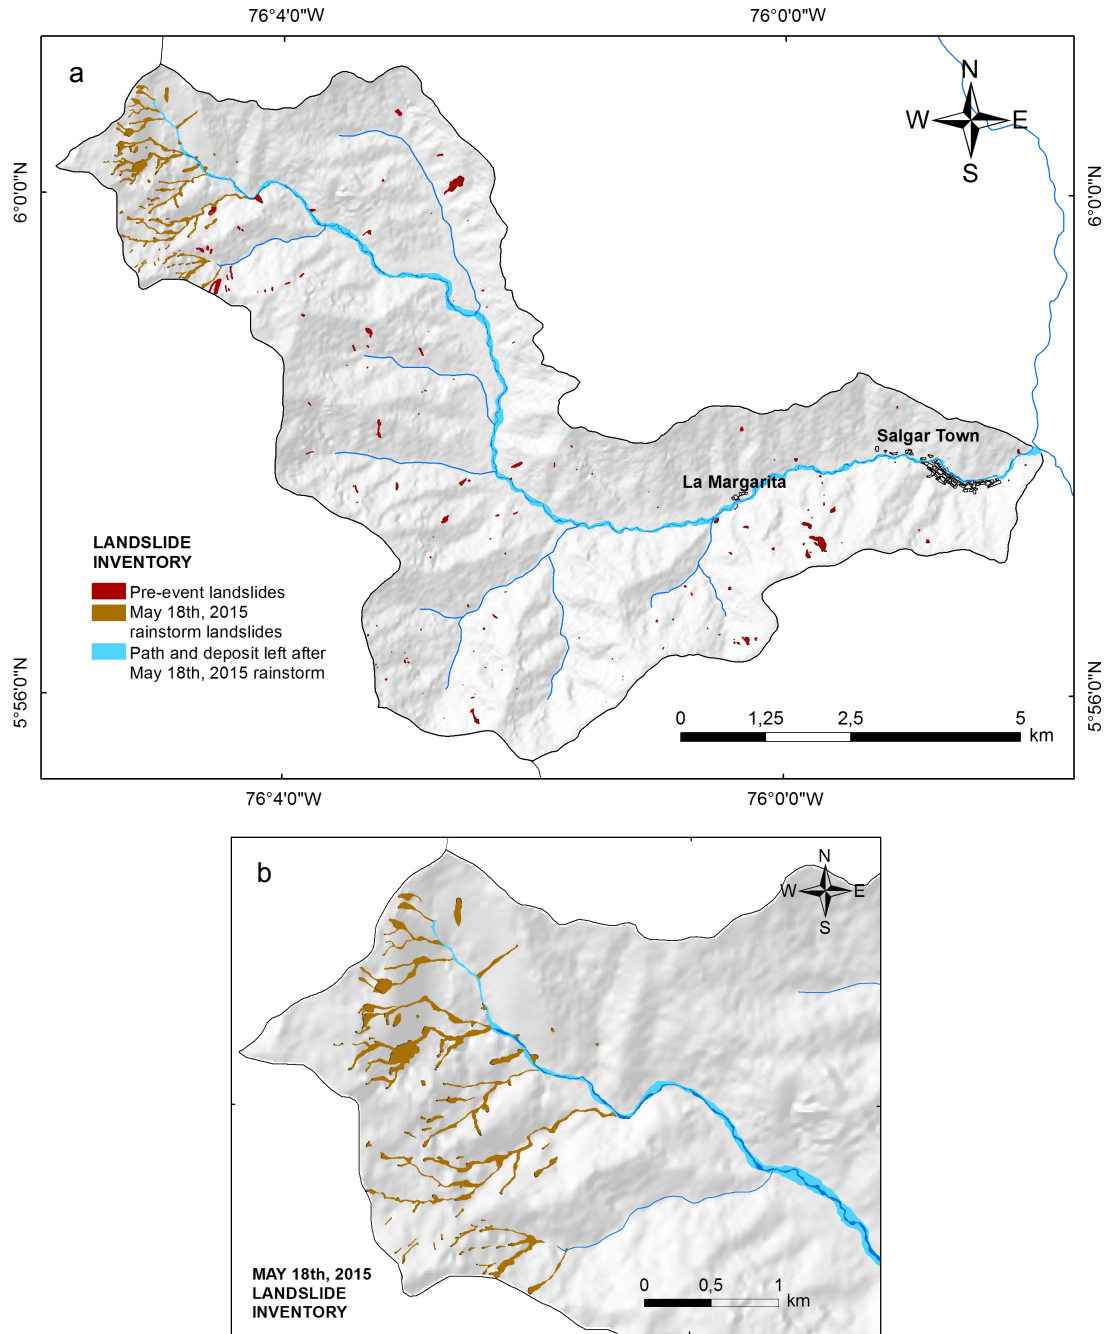 76°4'0"W
76°0'0"W
a
N
W
E
S
6°0'0"N
6°0'0"N
Salgar Town
La Margarita
LANDSLIDE
INVENTORY
Pre-event landslides
May 18th, 2015
rainstorm landslides
Path and deposit left after
May 18th, 2015 rainstorm
5°56'0"N
5°56'0"N
0
1,25
2,5
5
km
76°4'0"W
76°0'0"W
b
N
W
E
S
MAY 18th, 2015
LANDSLIDE
INVENTORY
0
0,5
1
km